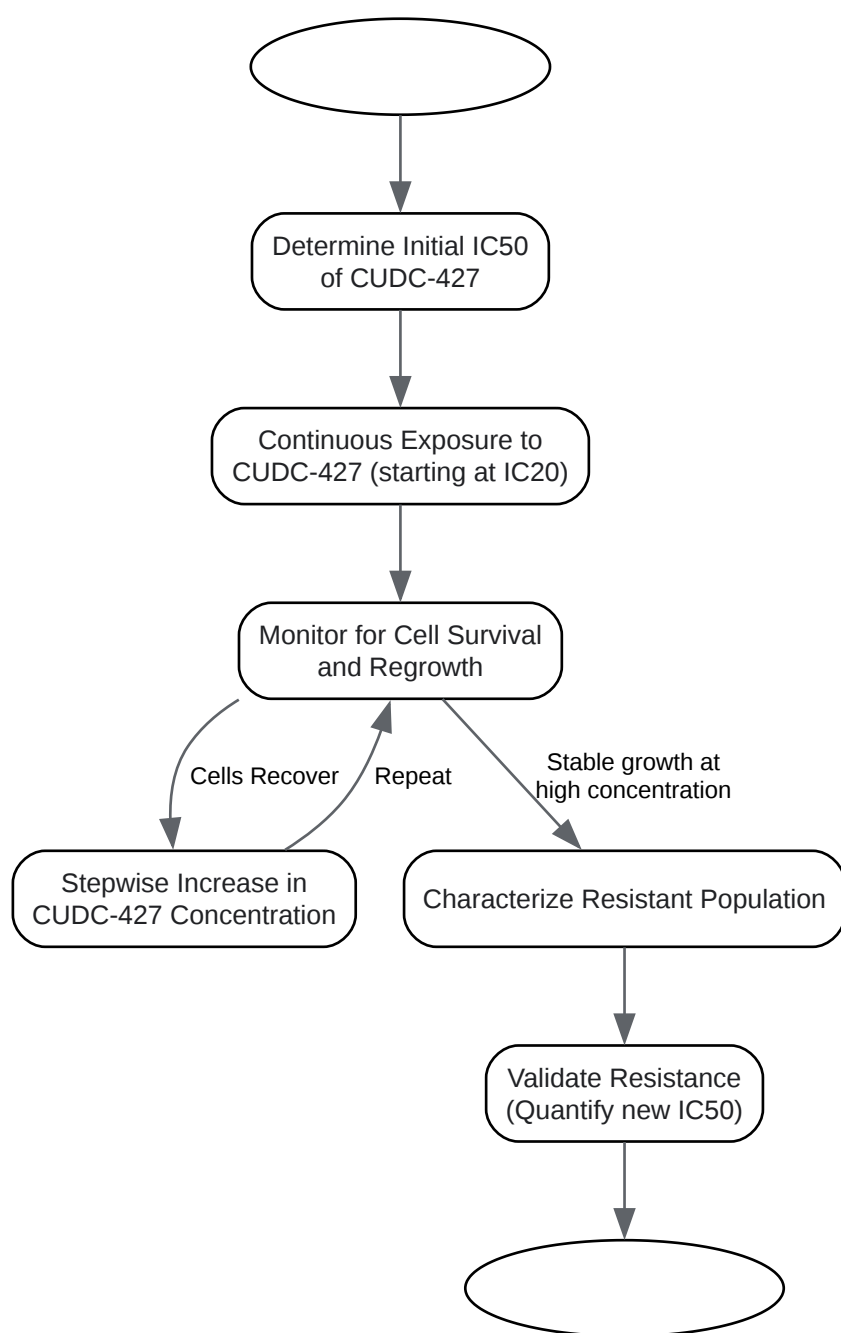 Determine Initial IC50
of CUDC-427
Continuous Exposure to
CUDC-427 (starting at IC20)
Monitor for Cell Survival
and Regrowth
Cells Recover
Repeat
Stable growth at
high concentration
Stepwise Increase in
CUDC-427 Concentration
Characterize Resistant Population
Validate Resistance
(Quantify new IC50)